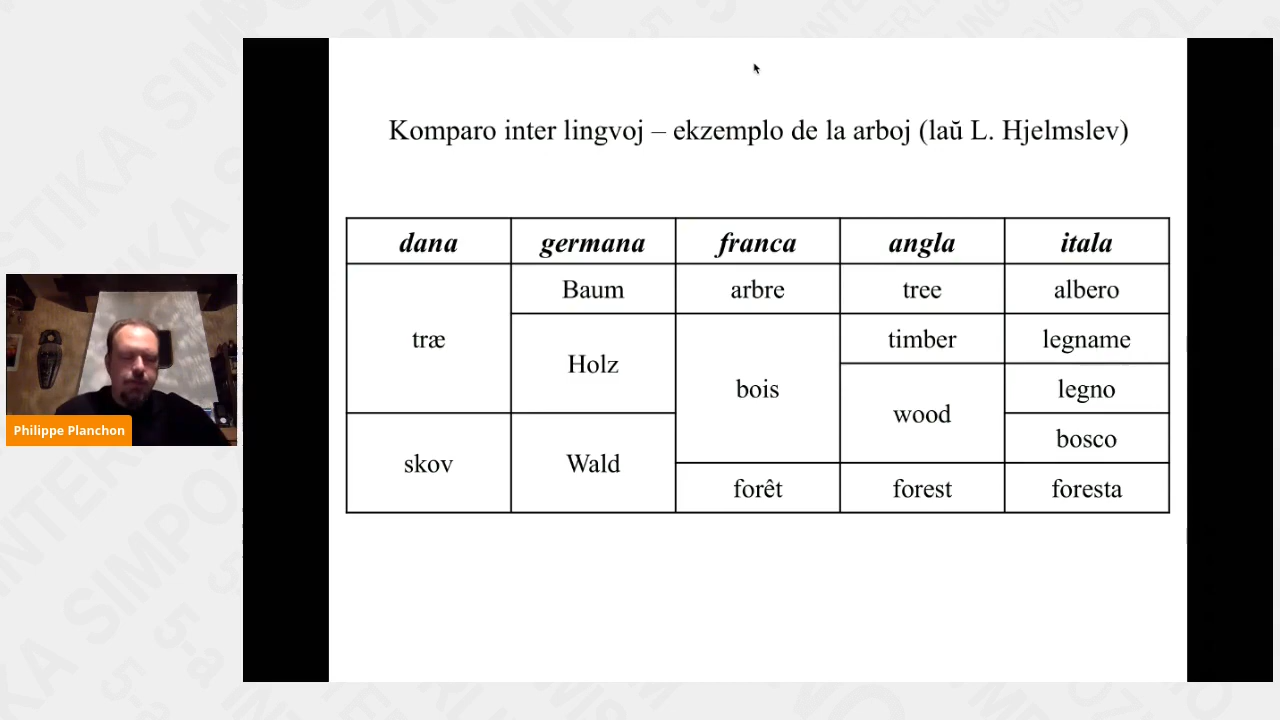 Komparo inter lingvoj – ekzemplo de la arboj (laŭ L. Hjelmslev)
dana germana franca angla itala
Baum arbre tree albero
træ timber legname
Holz
bois legno
wood
bosco
skov Wald
forêt forest foresta
Philippe Planchon